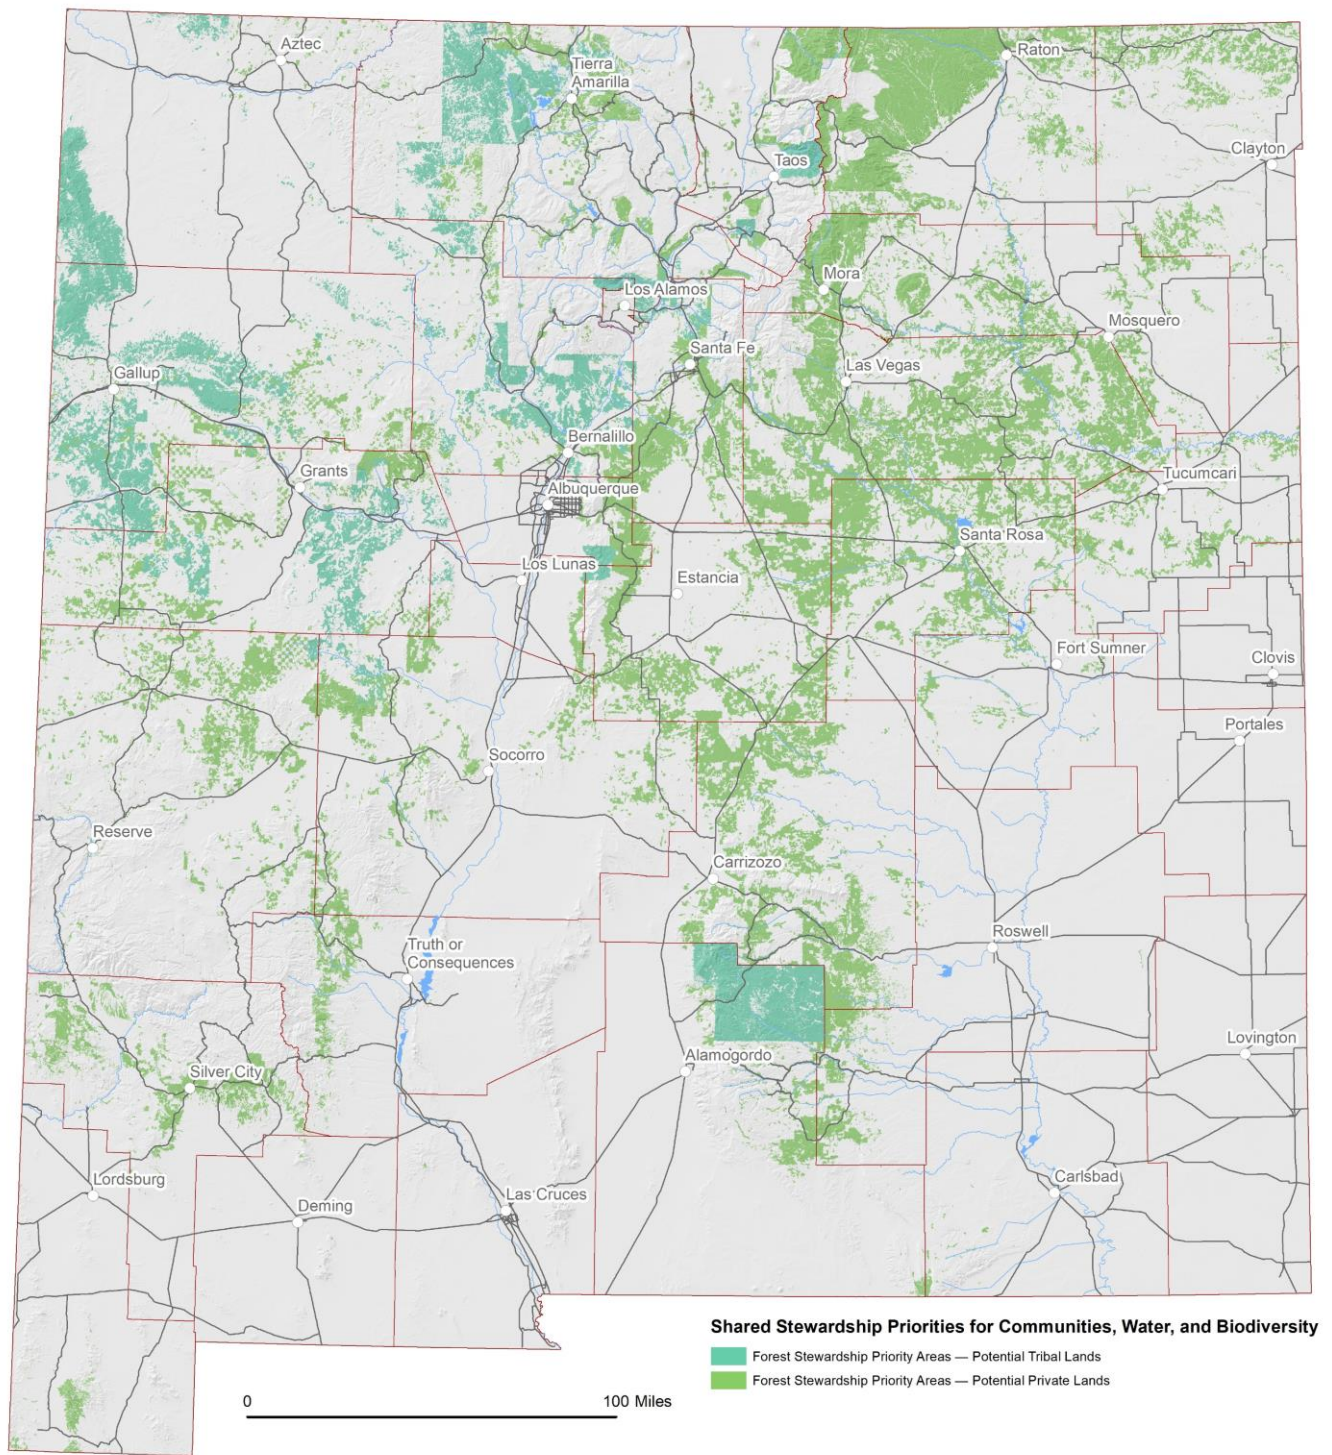 Aztec
Raton
Tierra
Amarilla
Clayton
Taos
Mora
Los Alamos
Mosquero
Santa Fe
Las Vegas
Gallup
Bernalillo
Grants
Tucumcari
Albuquerque
Santa Rosa
Los Lunas
Estancia
Fort Sumner
Clovis
Portales
Socorro
Reserve
Carrizozo
Roswell
Truth or
Consequences
Lovington
Alamogordo
Silver City
Lordsburg
Carlsbad
Las Cruces
Deming
Shared Stewardship Priorities for Communities, Water, and Biodiversity
Forest Stewardship Priority Areas — Potential Tribal Lands
Forest Stewardship Priority Areas — Potential Private Lands
0 100 Miles